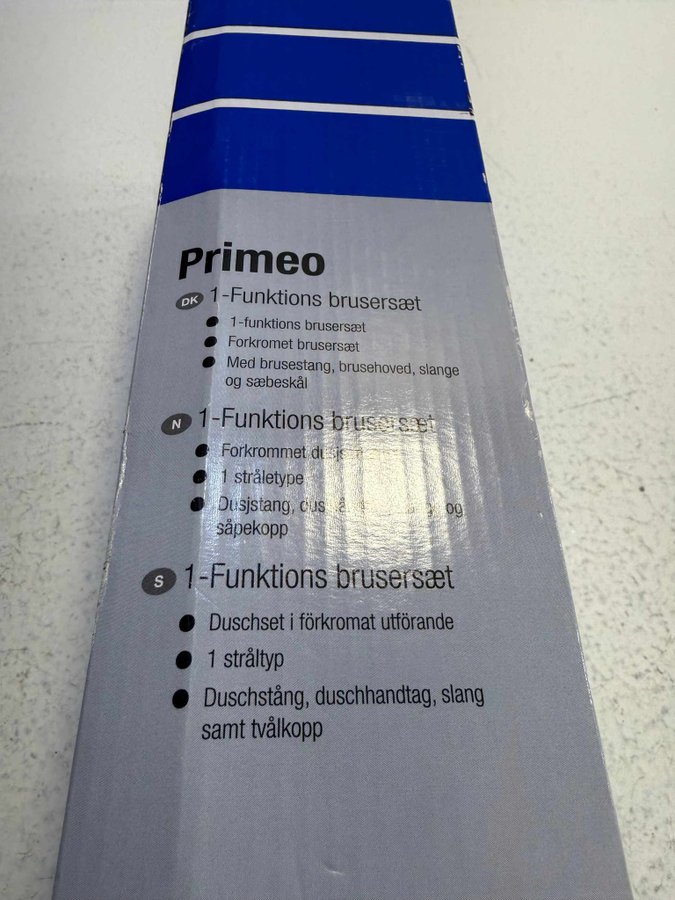 Primeo
DK 1-Funktions brusersæt
1-funktions brusersæt
Forkromet brusersæt
Med brusestang, brusehoved, slange
og sæbeskål
N 1-Funktions brusersæt
Forkrommet
1 stråletype
Dusjstang, og
såpekopp
S 1-Funktions brusersæt
Duschset i förkromat utförande
1 stråltyp
Duschstång, duschhandtag, slang
samt tvålkopp